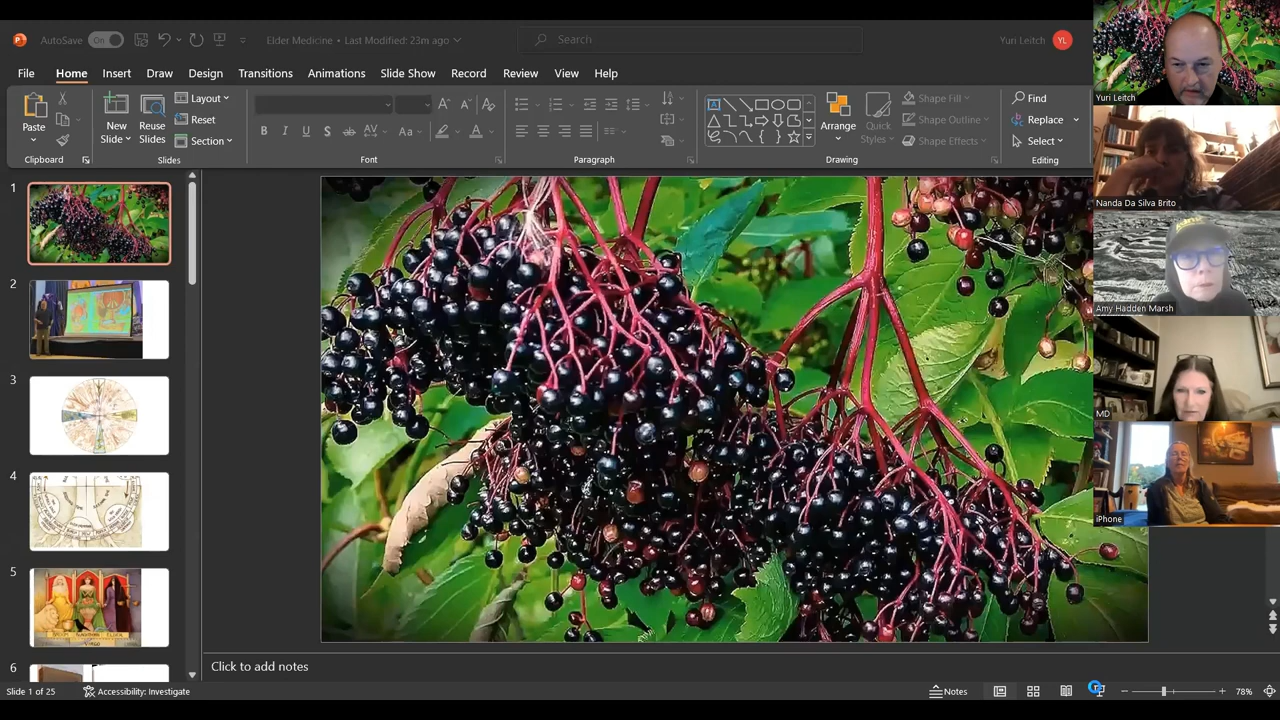 AutoSave On Elder Medicine • Last Modified: 23m ago Search Yuri Leitch YL
File Home Insert Draw Design Transitions Animations Slide Show Record Review View Help
Paste
New Slide
Reuse Slides
Layout
Reset
Section
B I U S ab AV Aa A
Shape Fill
Shape Outline
Shape Effects
Arrange
Quick Styles
Find
Replace
Select
Clipboard Slides Font Paragraph Drawing Editing
Yuri Leitch
Nanda Da Silva Brito
Amy Hadden Marsh
MD
iPhone
1
2
3
4
5
6
Click to add notes
Slide 1 of 25 Accessibility: Investigate Notes 78%